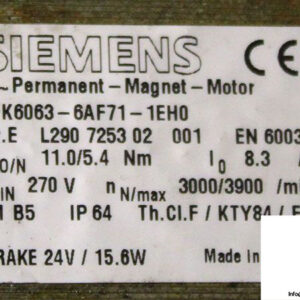 SIEMENS CE
~ Permanent-Magnet-Motor
K6063-6AF71-1EH0
.E L290 7253 02 001 EN 6003
O/N 11.0/5.4 Nm I0 8.3
IN 270 V nN/max 3000/3900 /m
B5 IP 64 Th.Cl.F / KTY84 /
RAKE 24V / 15.6W Made in